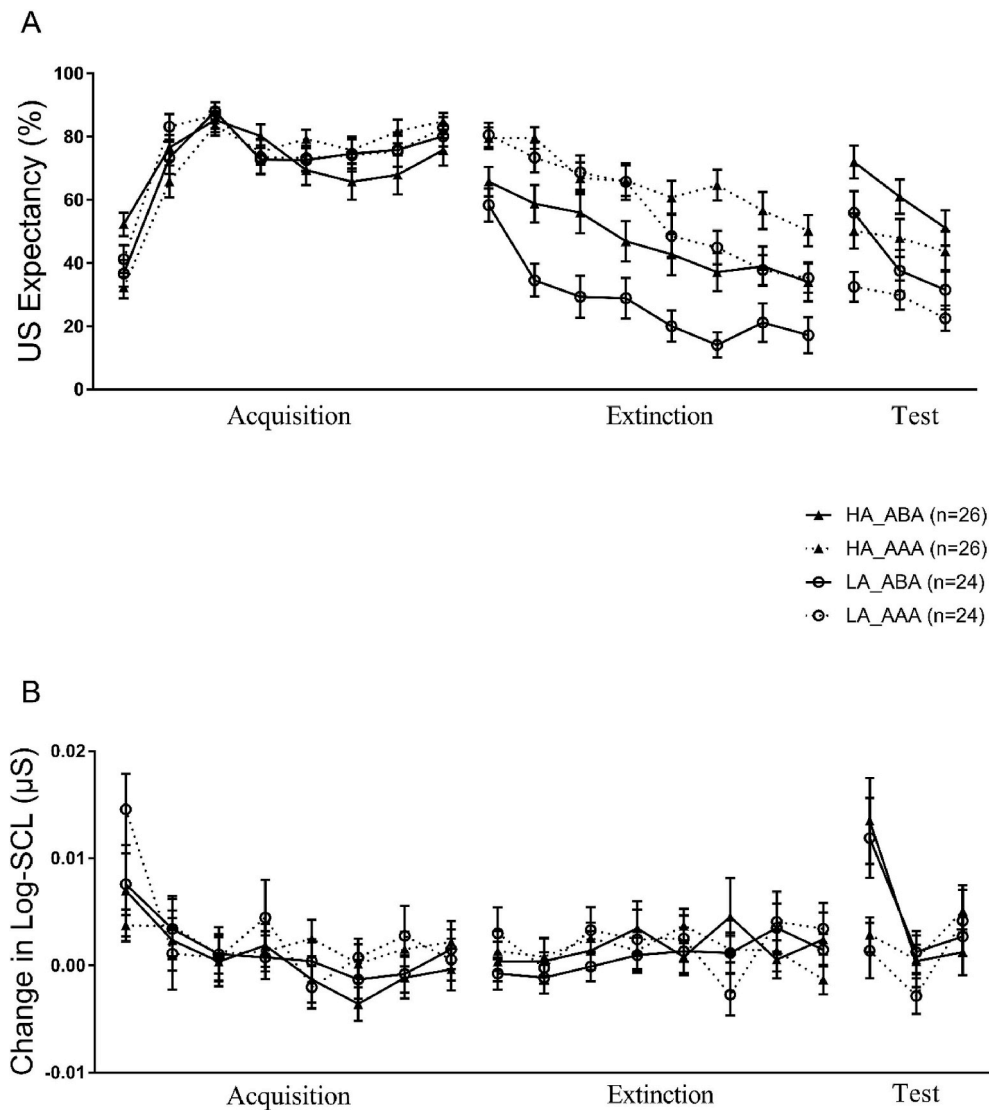 A
US Expectancy (%)
100
80
60
40
20
0
Acquisition
Extinction
Test
HA_ABA (n=26)
HA_AAA (n=26)
LA_ABA (n=24)
LA_AAA (n=24)
B
Change in Log-SCL (µS)
0.02
0.01
0.00
-0.01
Acquisition
Extinction
Test